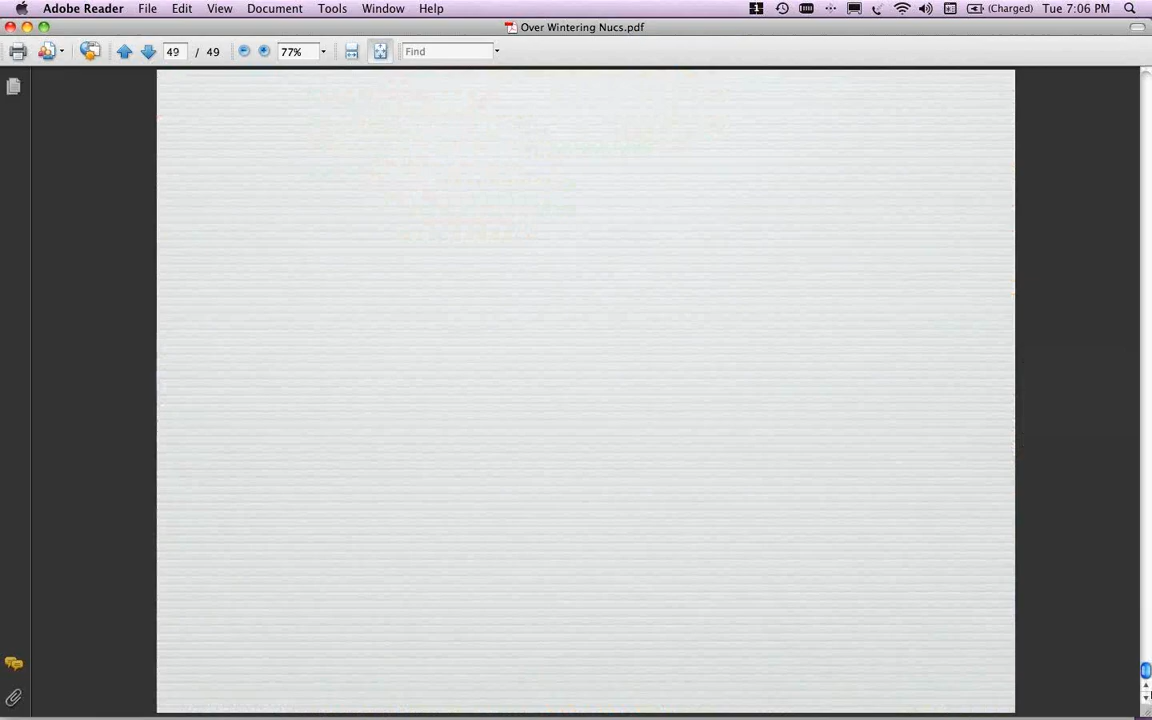 Adobe Reader File Edit View Document Tools Window Help 1 (Charged) Tue 7:06 PM
Over Wintering Nucs.pdf
49 / 49 77% Find